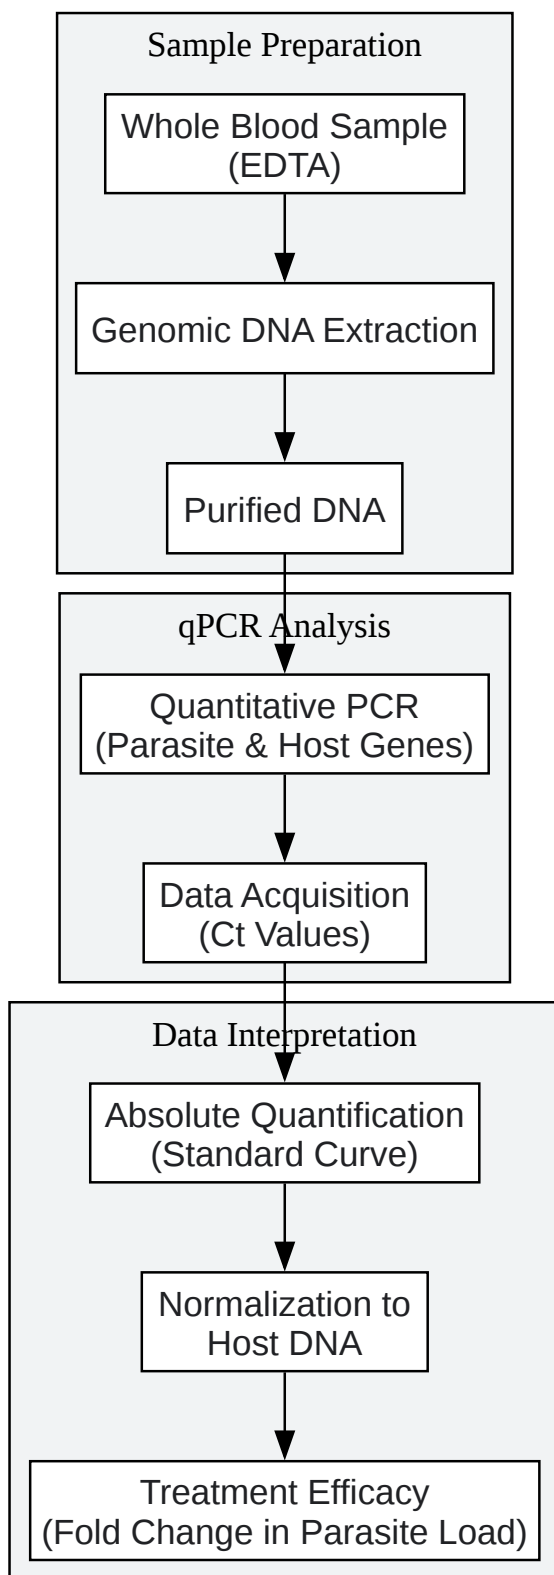 Sample Preparation
Whole Blood Sample
(EDTA)
Genomic DNA Extraction
Purified DNA
qPCR Analysis
Quantitative PCR
(Parasite & Host Genes)
Data Acquisition
(Ct Values)
Data Interpretation
Absolute Quantification
(Standard Curve)
Normalization to
Host DNA
Treatment Efficacy
(Fold Change in Parasite Load)